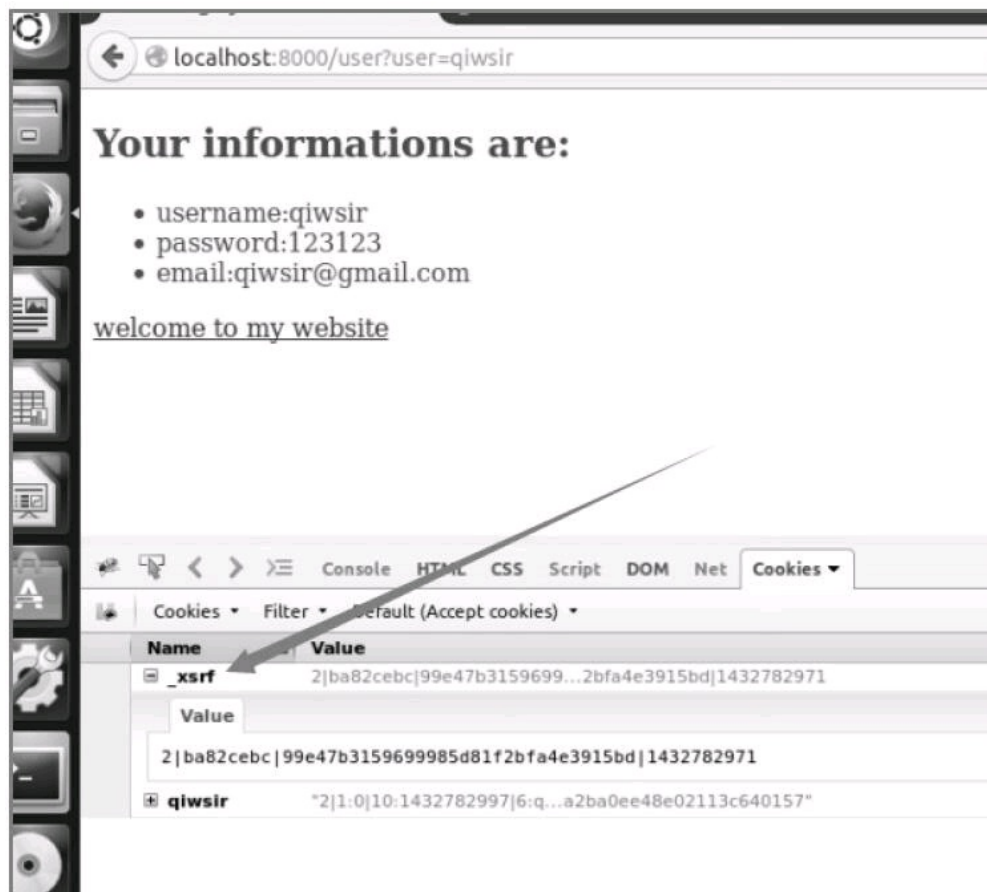 localhost:8000/user?user=qiwsir
Your informations are:
• username:qiwsir
• password:123123
• email:qiwsir@gmail.com
welcome to my website
Console HTML CSS Script DOM Net Cookies
Cookies Filter Default (Accept cookies)
Name Value
_xsrf 2|ba82cebc|99e47b3159699...2bfa4e3915bd|1432782971
Value
2|ba82cebc|99e47b3159699985d81f2bfa4e3915bd|1432782971
qiwsir "2|1:0|10:1432782997|6:q...a2ba0ee48e02113c640157"